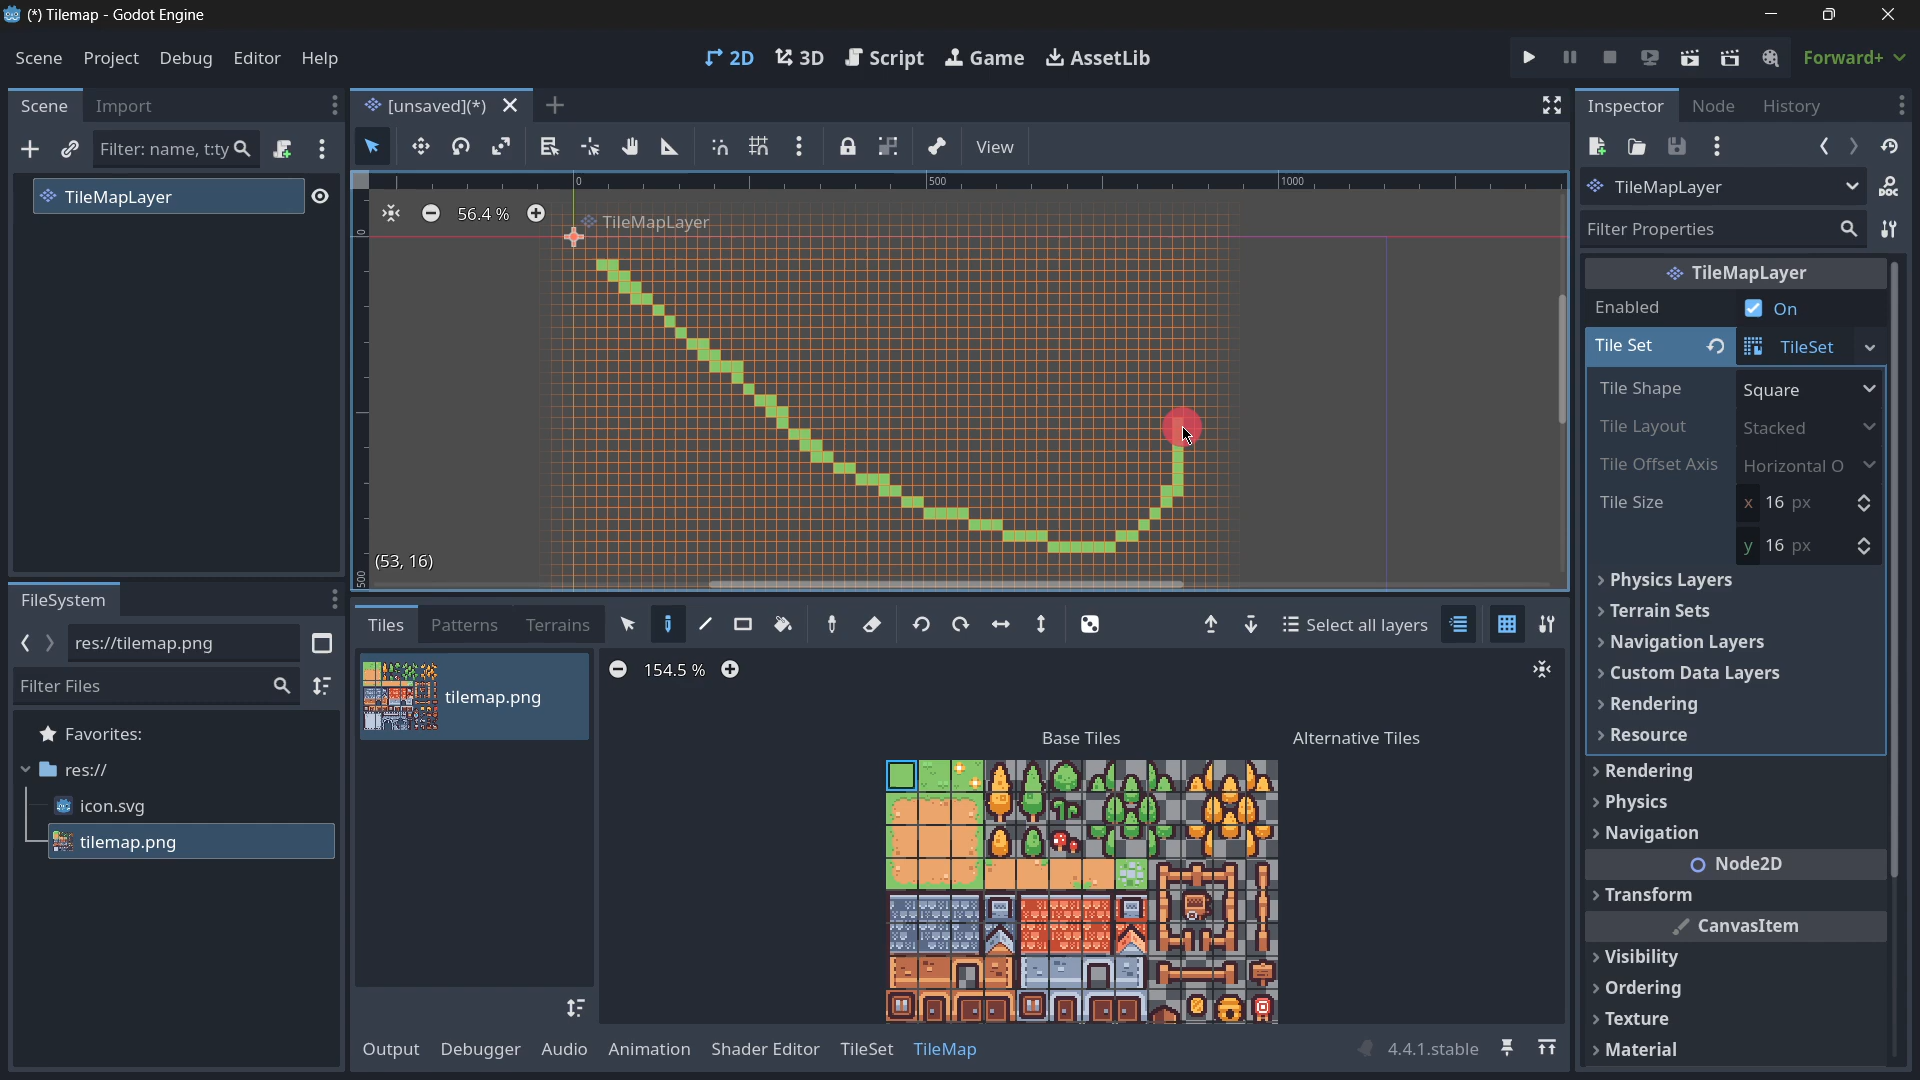 (*) Tilemap - Godot Engine
Scene Project Debug Editor Help
2D 3D Script Game AssetLib
Forward+
Scene Import
[unsaved](*)
Inspector Node History
Filter: name, t:ty
View
TileMapLayer
0 500 1000
56.4 %
TileMapLayer
0
500
(53, 16)
TileMapLayer
Filter Properties
TileMapLayer
Enabled On
Tile Set TileSet
Tile Shape Square
Tile Layout Stacked
Tile Offset Axis Horizontal O
Tile Size x 16 px
y 16 px
Physics Layers
Terrain Sets
Navigation Layers
Custom Data Layers
Rendering
Resource
Rendering
Physics
Navigation
Node2D
Transform
CanvasItem
Visibility
Ordering
Texture
Material
FileSystem
res://tilemap.png
Filter Files
Favorites:
res://
icon.svg
tilemap.png
Tiles Patterns Terrains
Select all layers
tilemap.png
154.5 %
Base Tiles Alternative Tiles
Output Debugger Audio Animation Shader Editor TileSet TileMap
4.4.1.stable
DOC